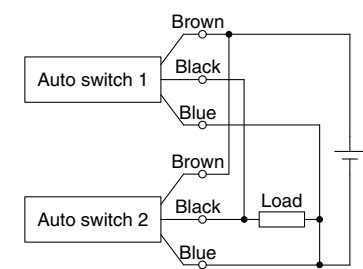 Brown
Auto switch 1
Black
Blue
Brown
Auto switch 2
Black
Load
Blue